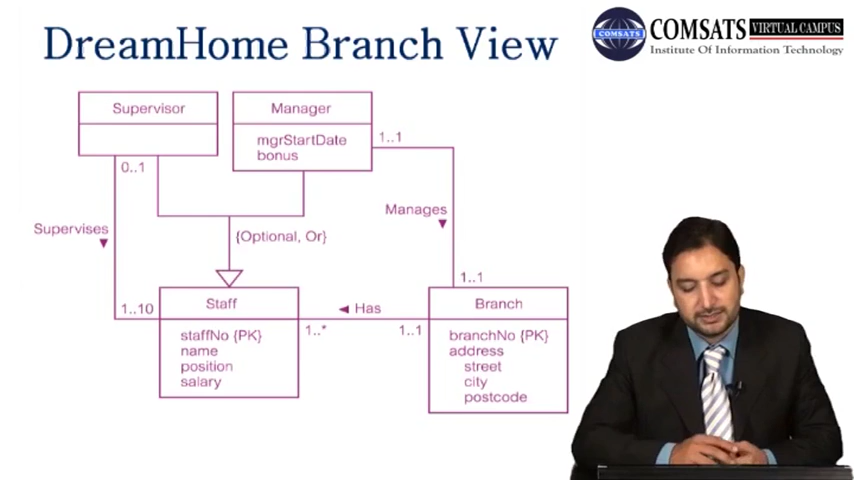 DreamHome Branch View
COMSATS
COMSATS VIRTUAL CAMPUS
Institute Of Information Technology
Supervisor
Manager
mgrStartDate
bonus
1..1
0..1
Supervises
Manages
{Optional, Or}
1..1
1..10
Staff
Has
Branch
1..*
1..1
staffNo {PK}
name
position
salary
branchNo {PK}
address
street
city
postcode